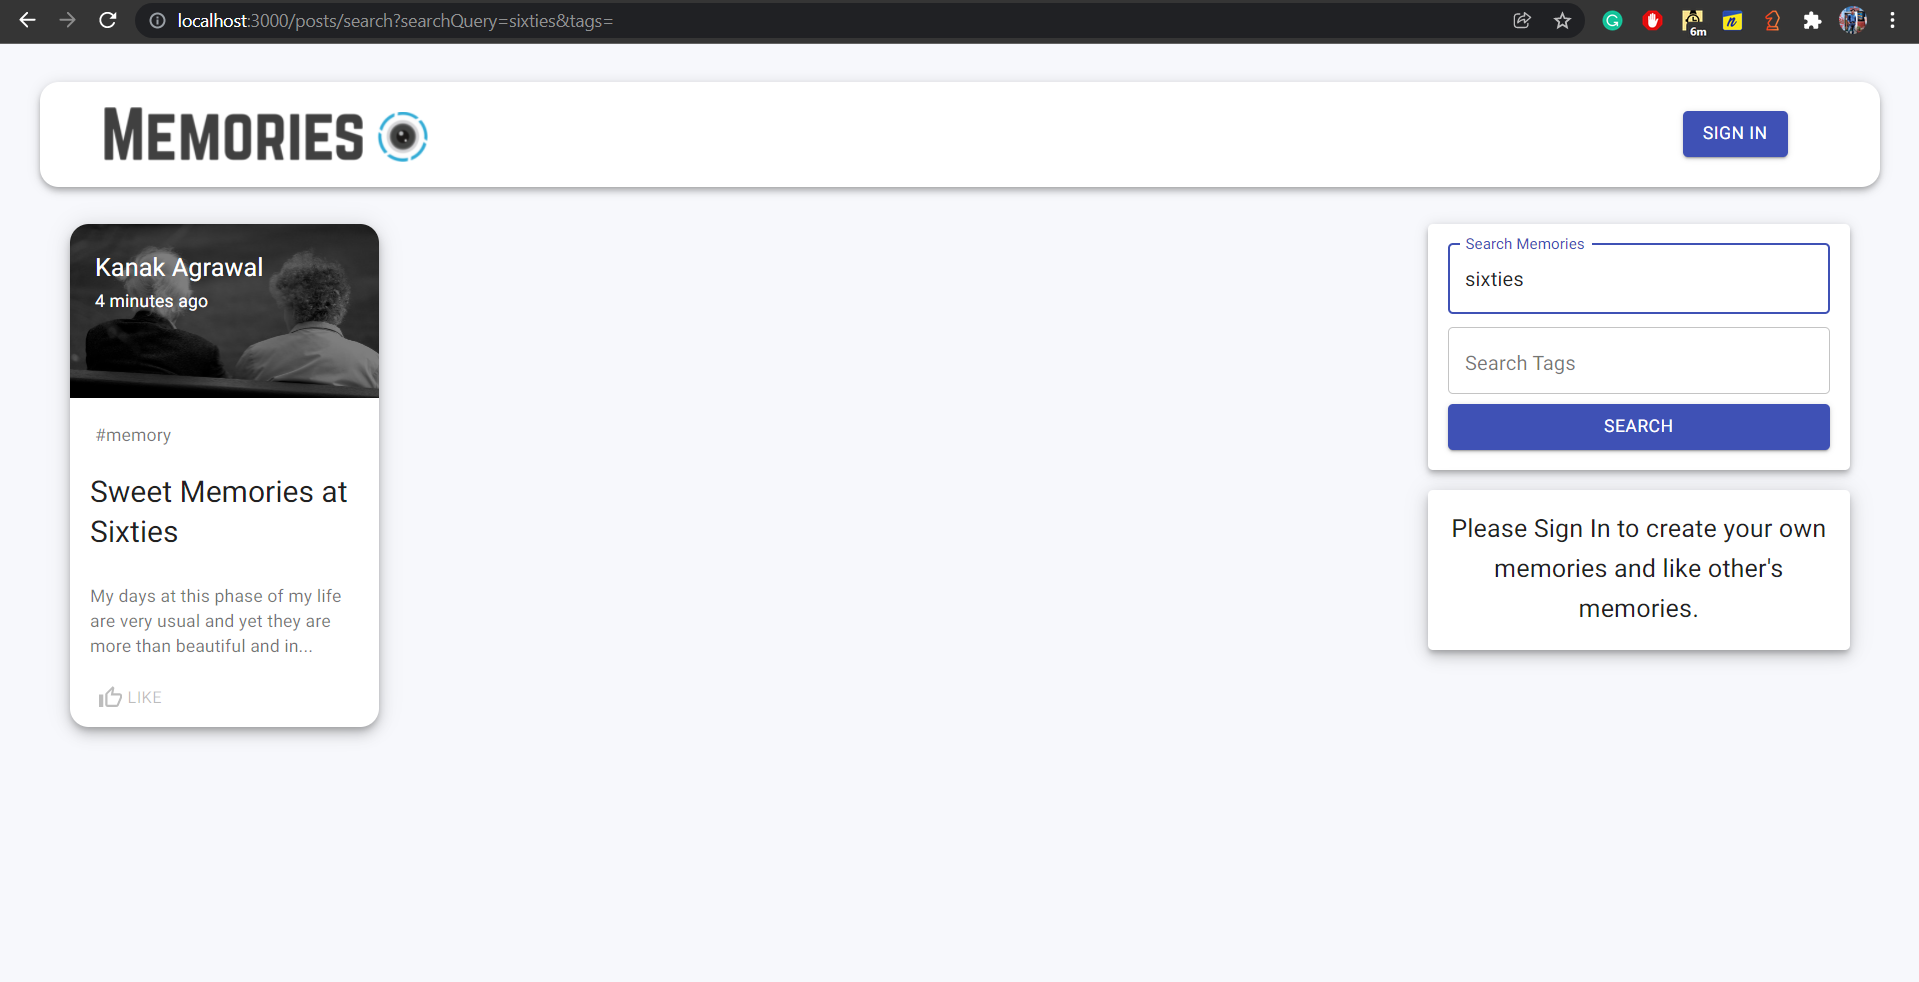 localhost:3000/posts/search?searchQuery=sixties&tags=
6m
MEMORIES
SIGN IN
Kanak Agrawal
4 minutes ago
#memory
Sweet Memories at
Sixties
My days at this phase of my life
are very usual and yet they are
more than beautiful and in...
LIKE
Search Memories
sixties
Search Tags
SEARCH
Please Sign In to create your own
memories and like other's
memories.